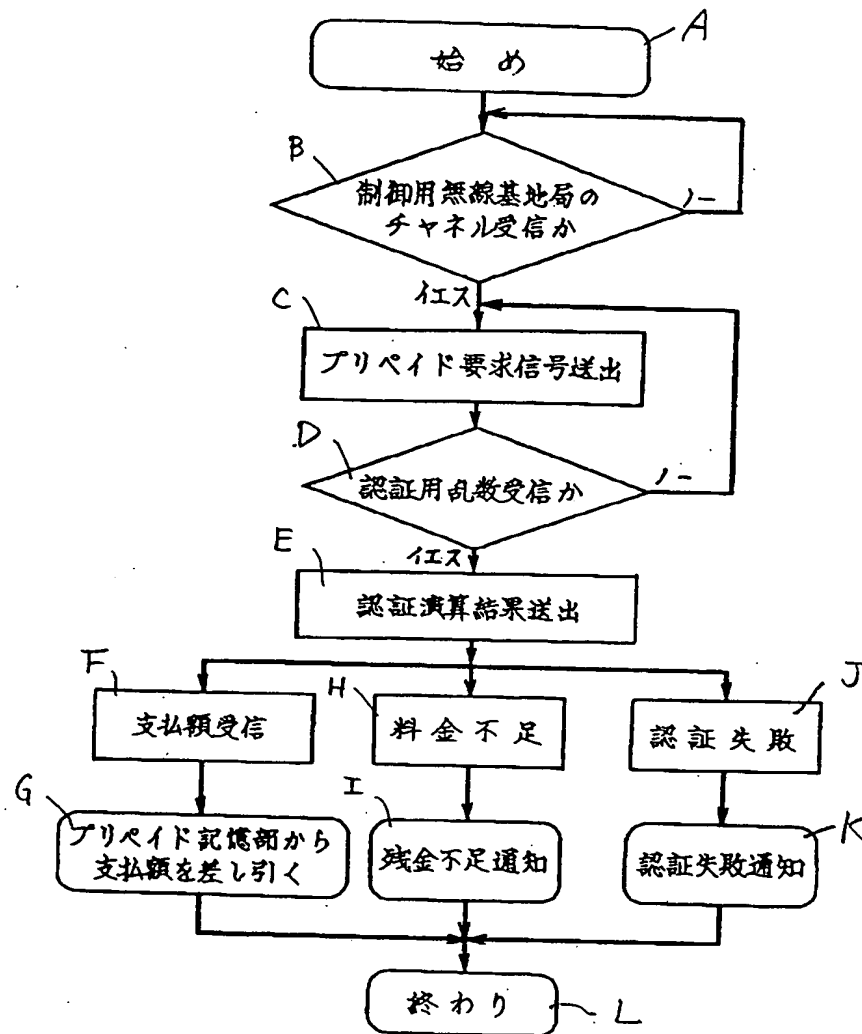 A
始め
B
制御用無線基地局の
チャネル受信か
ノー
イエス
C
プリペイド要求信号送出
D
認証用乱数受信か
ノー
イエス
E
認証演算結果送出
F
支払額受信
H
料金不足
J
認証失敗
G
プリペイド記憶部から
支払額を差し引く
I
残金不足通知
K
認証失敗通知
終わり
L